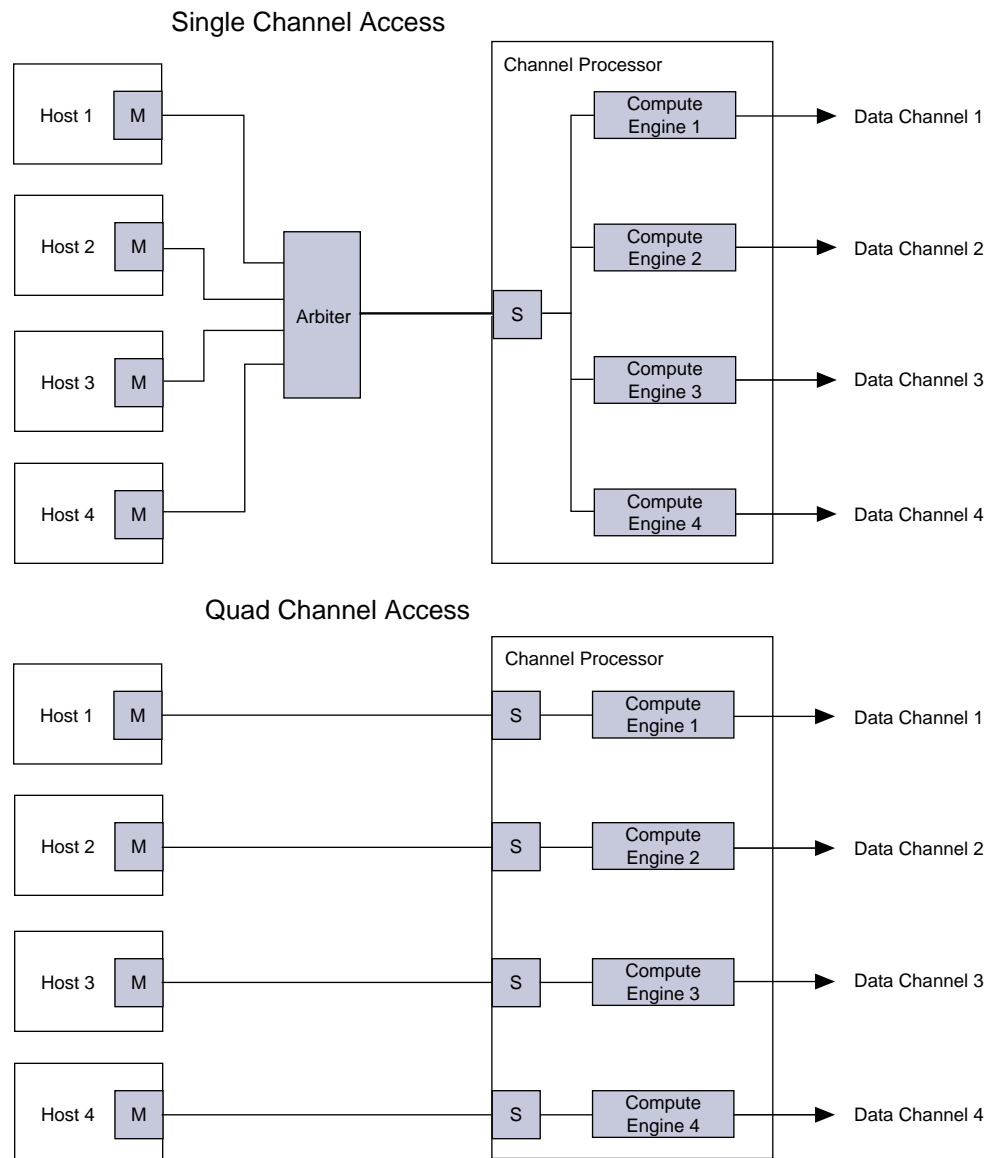 Single Channel Access
Channel Processor
Host 1
M
Compute
Engine 1
Data Channel 1
Host 2
M
Compute
Engine 2
Data Channel 2
Arbiter
S
Host 3
M
Compute
Engine 3
Data Channel 3
Host 4
M
Compute
Engine 4
Data Channel 4
Quad Channel Access
Channel Processor
Host 1
M
S
Compute
Engine 1
Data Channel 1
Host 2
M
S
Compute
Engine 2
Data Channel 2
Host 3
M
S
Compute
Engine 3
Data Channel 3
Host 4
M
S
Compute
Engine 4
Data Channel 4